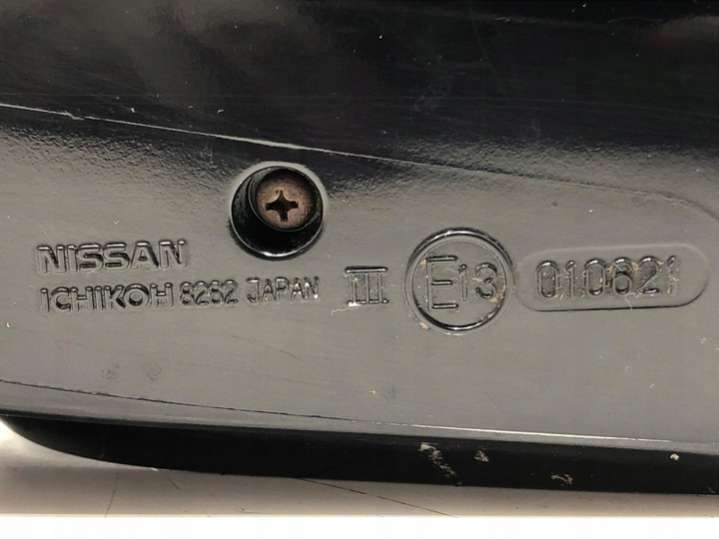 NISSAN
ICHIKOH 8262 JAPAN III E13 010621